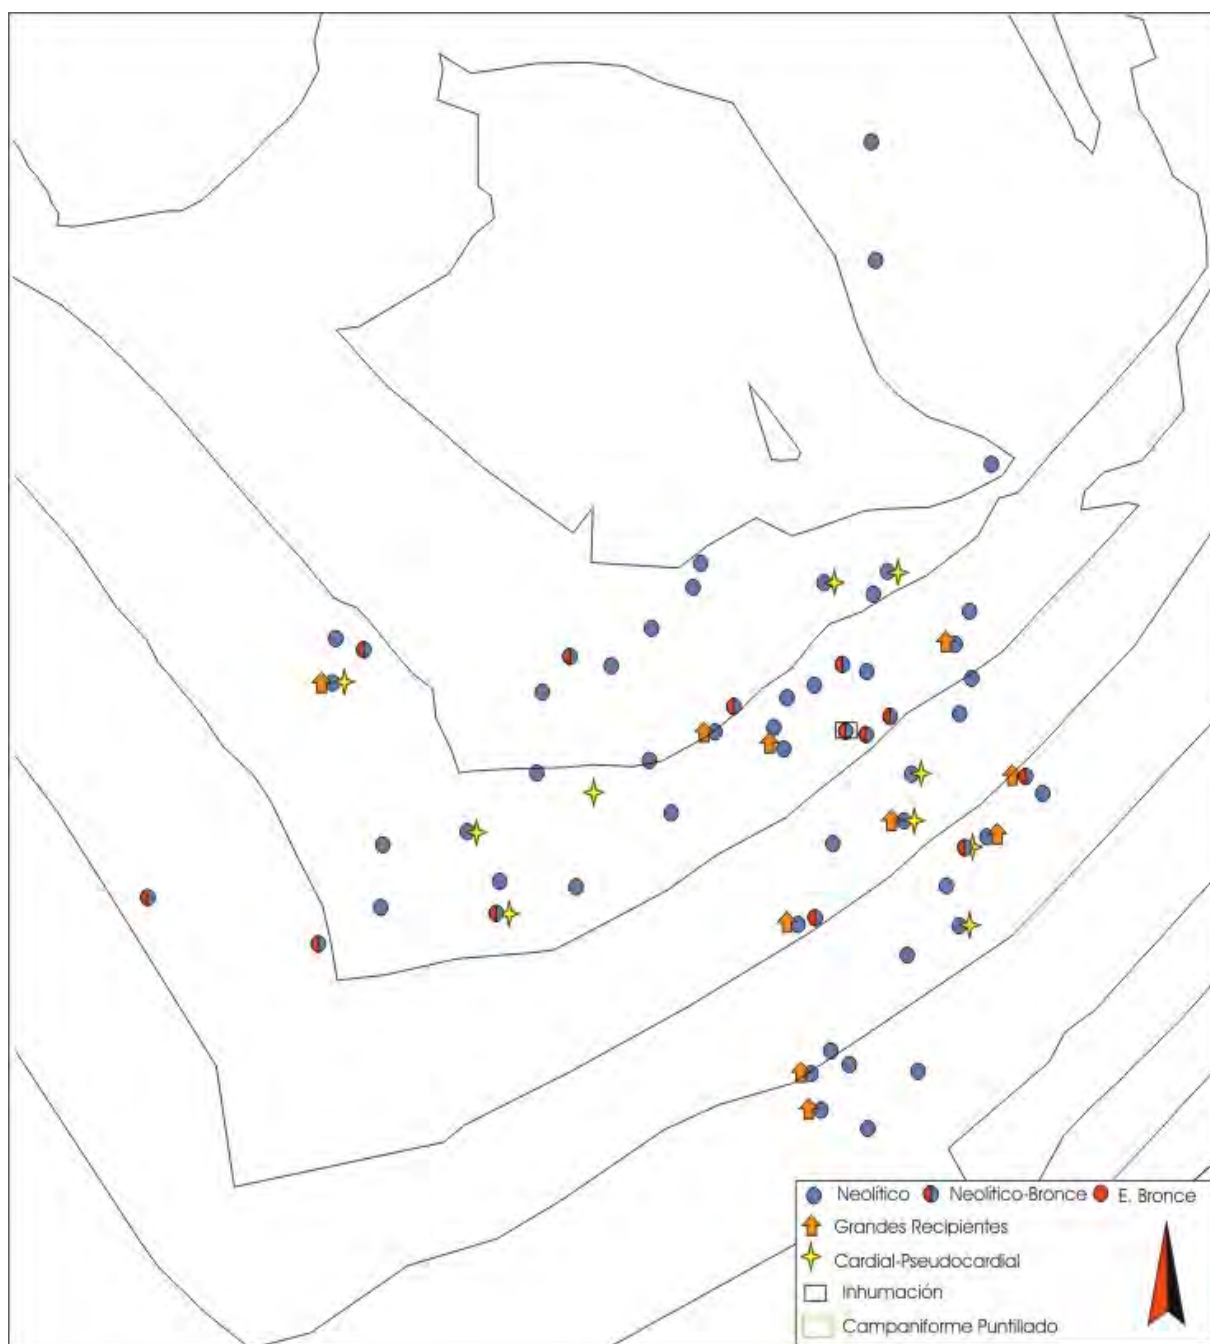 Neolítico Neolítico-Bronce E. Bronce
Grandes Recipientes
Cardial-Pseudocardial
Inhumación
Campaniforme Puntillado